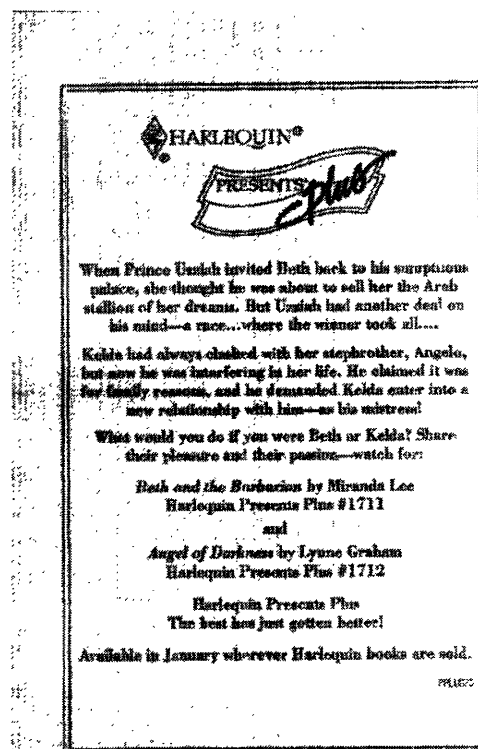 HARLEQUIN®
PRESENTS® plus
When Prince Uzziah invited Beth back to his sumptuous
palace, she thought he was about to sell her the Arab
stallion of her dreams. But Uzziah had another deal on
his mind—a race...where the winner took all....
Kelda had always clashed with her stepbrother, Angelo,
but now he was interfering in her life. He claimed it was
for family reasons, and he demanded Kelda enter into a
new relationship with him—as his mistress!
What would you do if you were Beth or Kelda? Share
their pleasure and their passion—watch for:
Beth and the Barbarian by Miranda Lee
Harlequin Presents Plus #1711
and
Angel of Darkness by Lynne Graham
Harlequin Presents Plus #1712
Harlequin Presents Plus
The best has just gotten better!
Available in January wherever Harlequin books are sold.